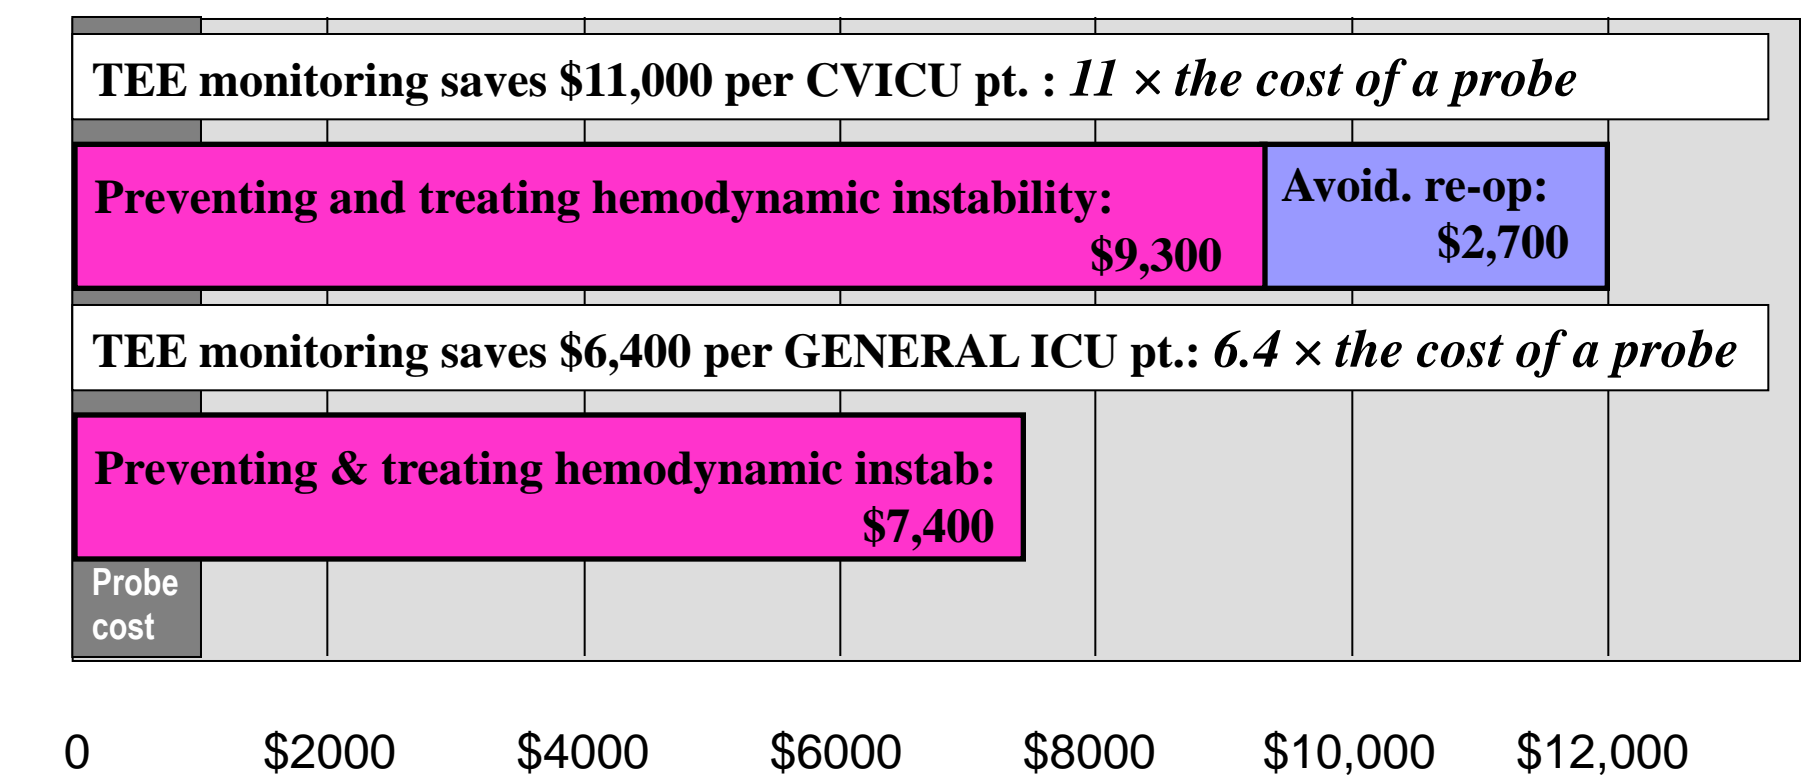 TEE monitoring saves $11,000 per CVICU pt. : 11 × the cost of a probe
Preventing and treating hemodynamic instability:
$9,300
Avoid. re-op:
$2,700
TEE monitoring saves $6,400 per GENERAL ICU pt.: 6.4 × the cost of a probe
Preventing & treating hemodynamic instab:
$7,400
Probe
cost
0 $2000 $4000 $6000 $8000 $10,000 $12,000